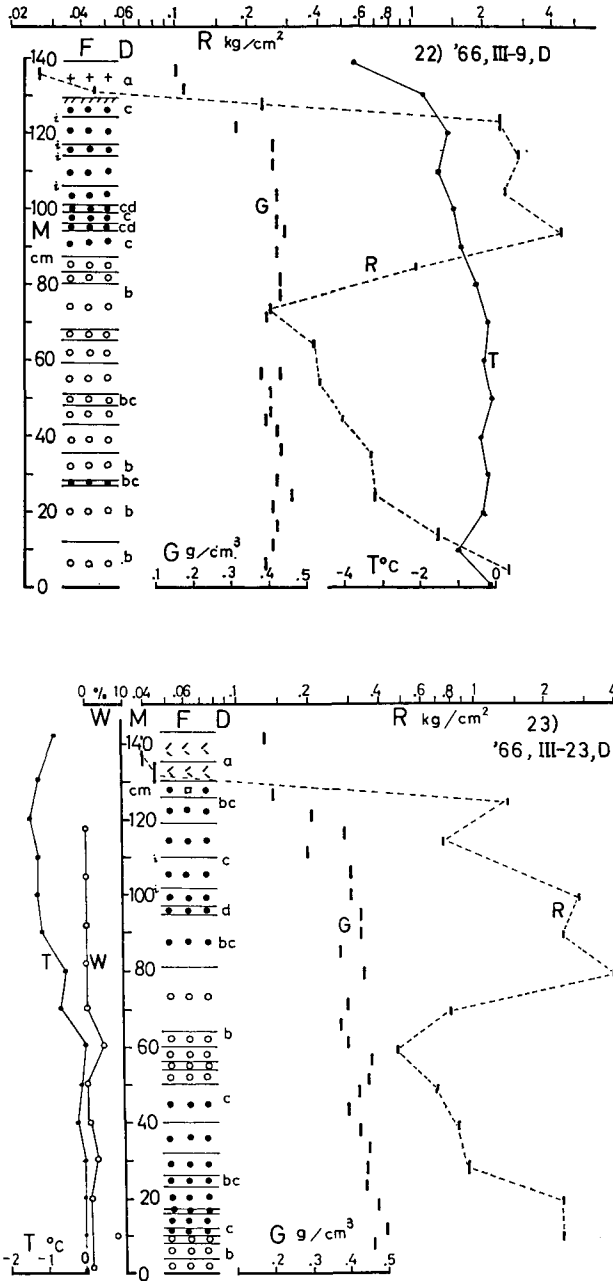 .02 .04 .06 0.1 .2 .4 .6 .8 1 2 4 6
R kg/cm²
F D
22) '66, III-9, D
140
120
100
M
cm
80
60
40
20
0
a
c
i
i
i
i
cd
c
cd
c
b
bc
b
bc
b
b
G
R
T
G g/cm³
.1 .2 .3 .4 .5
T°C
-4 -2 0
0 % 10
W
M
.04 .06 0.1 .2 .4 .6 .8 1 2 4
F D
R kg/cm²
23)
'66, III-23, D
140
cm
120
100
80
60
40
20
0
a
bc
c
i
i
d
bc
b
c
bc
c
b
T
W
G
R
T °C
-2 -1 0
G g/cm³
.1 .2 .3 .4 .5